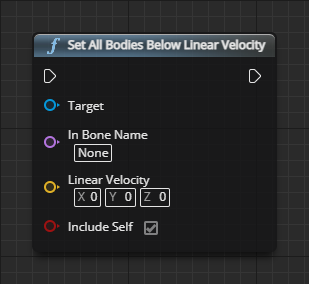 f Set All Bodies Below Linear Velocity
Target
In Bone Name
None
Linear Velocity
X 0 Y 0 Z 0
Include Self